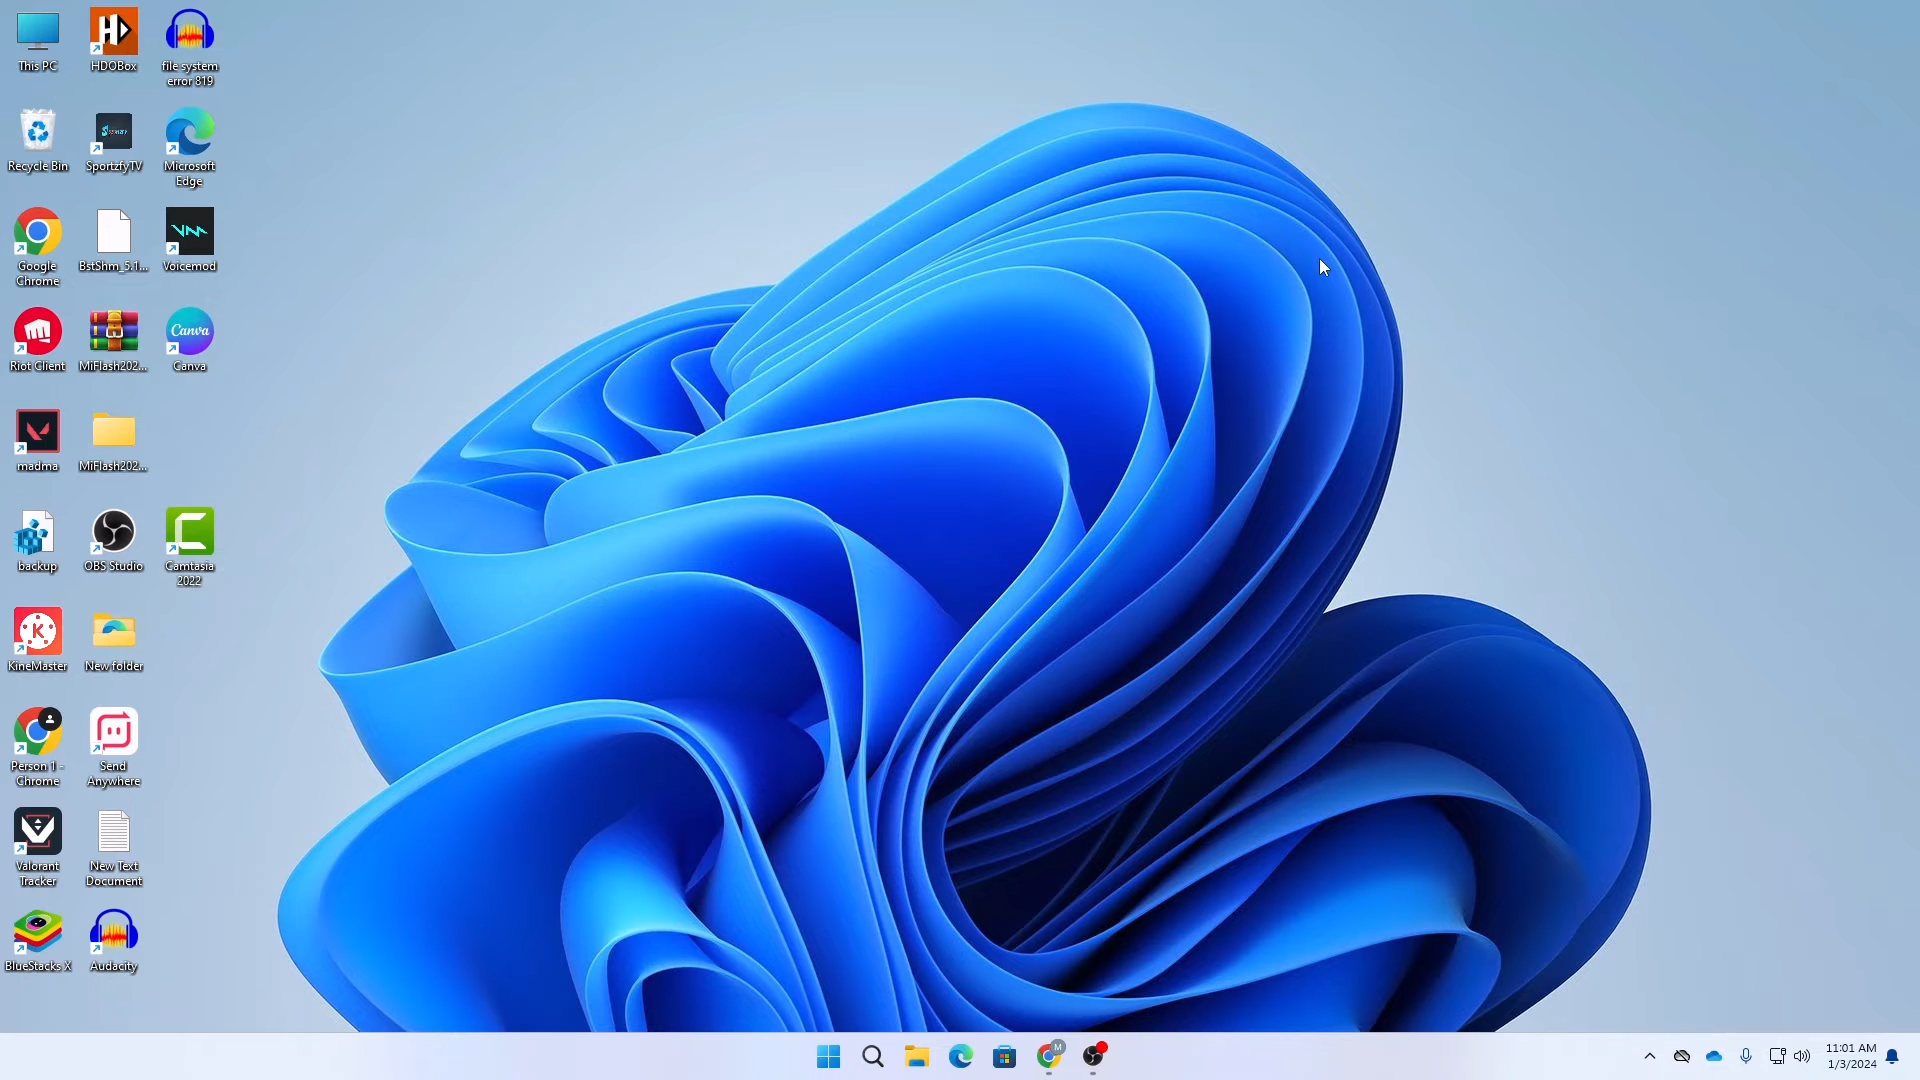 This PC
HDOBox
file system
error 819
Recycle Bin
SportzfyTV
Microsoft
Edge
Google
Chrome
BstShm_5.1...
Voicemod
Riot Client
MiFlash202...
Canva
Canva
madma
MiFlash202...
backup
OBS Studio
Camtasia
2022
KineMaster
New folder
Person 1 -
Chrome
Send
Anywhere
Valorant
Tracker
New Text
Document
BlueStacks X
Audacity
M
11:01 AM
1/3/2024